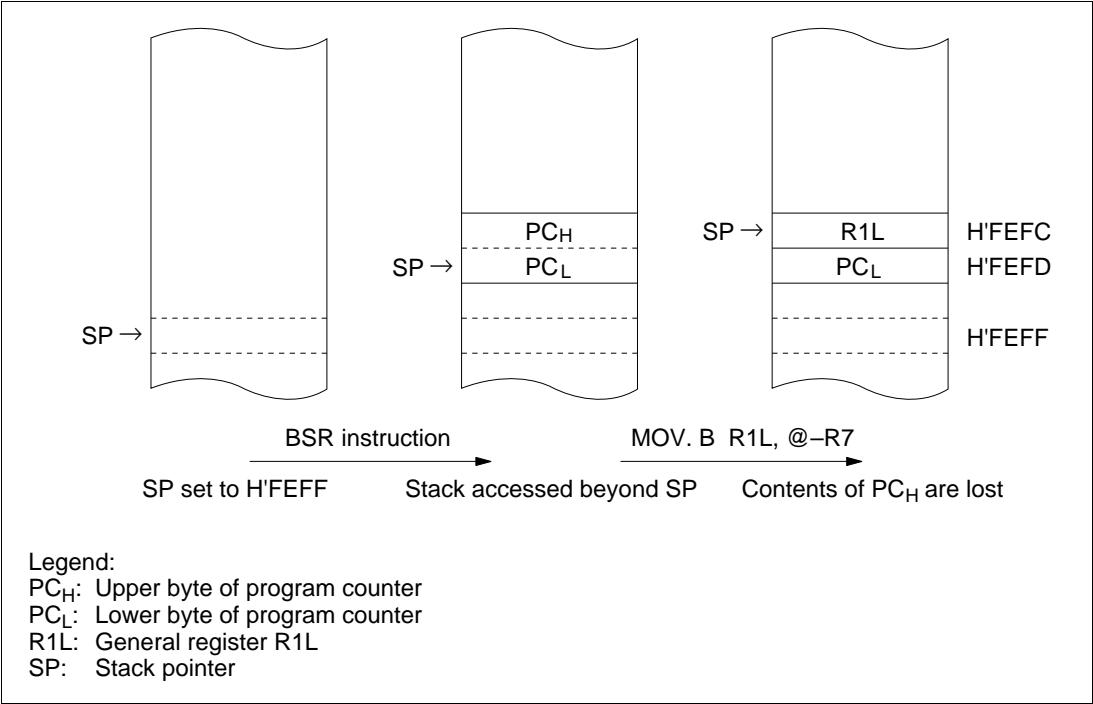 PCH
SP → R1L H'FEFC
SP → PCL PCL H'FEFD
SP → H'FEFF
BSR instruction MOV. B R1L, @–R7
SP set to H'FEFF Stack accessed beyond SP Contents of PCH are lost
Legend:
PCH: Upper byte of program counter
PCL: Lower byte of program counter
R1L: General register R1L
SP: Stack pointer